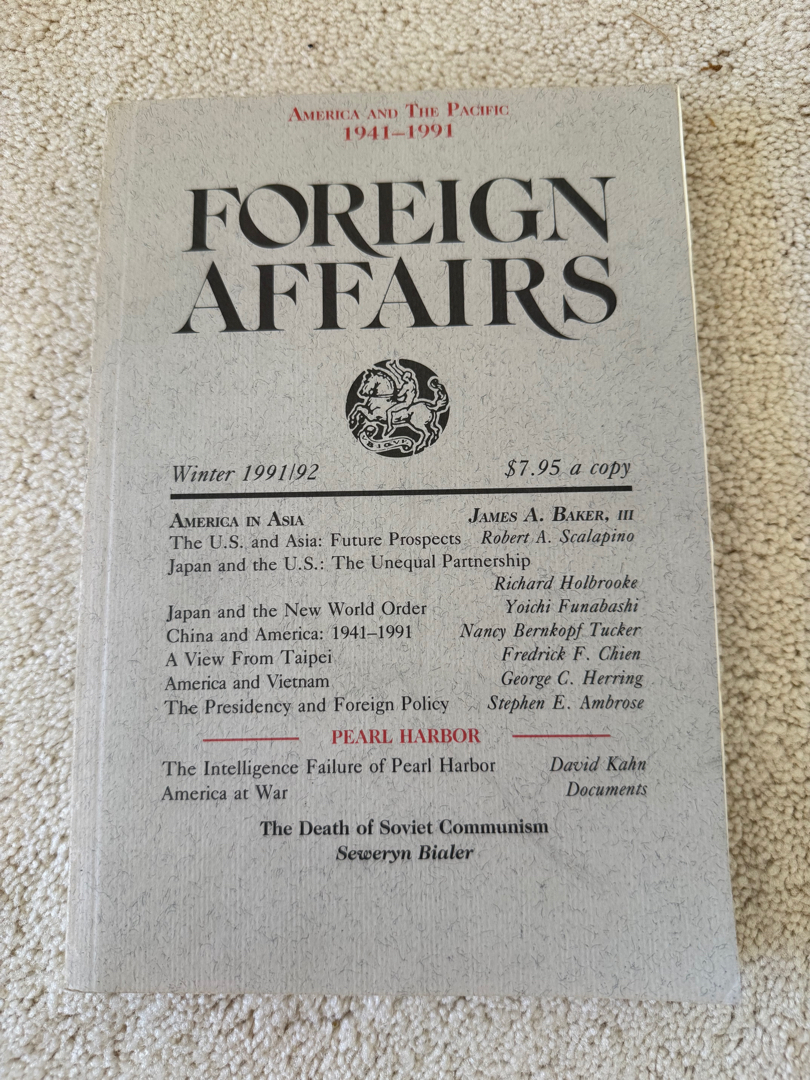 AMERICA AND THE PACIFIC
1941–1991
FOREIGN
AFFAIRS
UBIQUE
Winter 1991/92 $7.95 a copy
AMERICA IN ASIA JAMES A. BAKER, III
The U.S. and Asia: Future Prospects Robert A. Scalapino
Japan and the U.S.: The Unequal Partnership
Richard Holbrooke
Japan and the New World Order Yoichi Funabashi
China and America: 1941–1991 Nancy Bernkopf Tucker
A View From Taipei Fredrick F. Chien
America and Vietnam George C. Herring
The Presidency and Foreign Policy Stephen E. Ambrose
PEARL HARBOR
The Intelligence Failure of Pearl Harbor David Kahn
America at War Documents
The Death of Soviet Communism
Seweryn Bialer